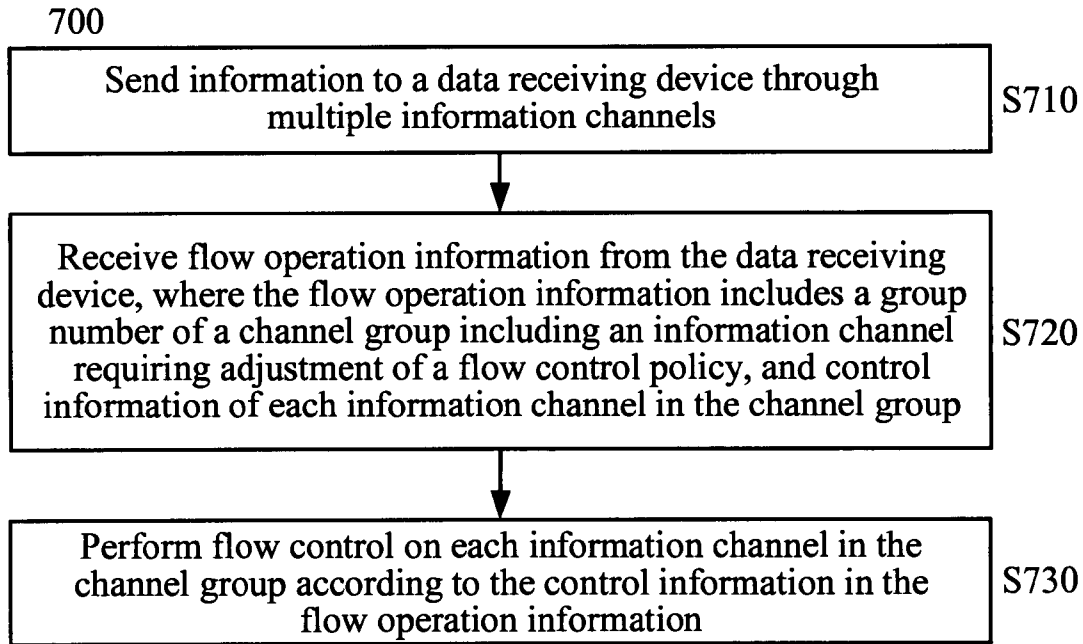 700
Send information to a data receiving device through
multiple information channels
S710
Receive flow operation information from the data receiving
device, where the flow operation information includes a group
number of a channel group including an information channel
requiring adjustment of a flow control policy, and control
information of each information channel in the channel group
S720
Perform flow control on each information channel in the
channel group according to the control information in the
flow operation information
S730